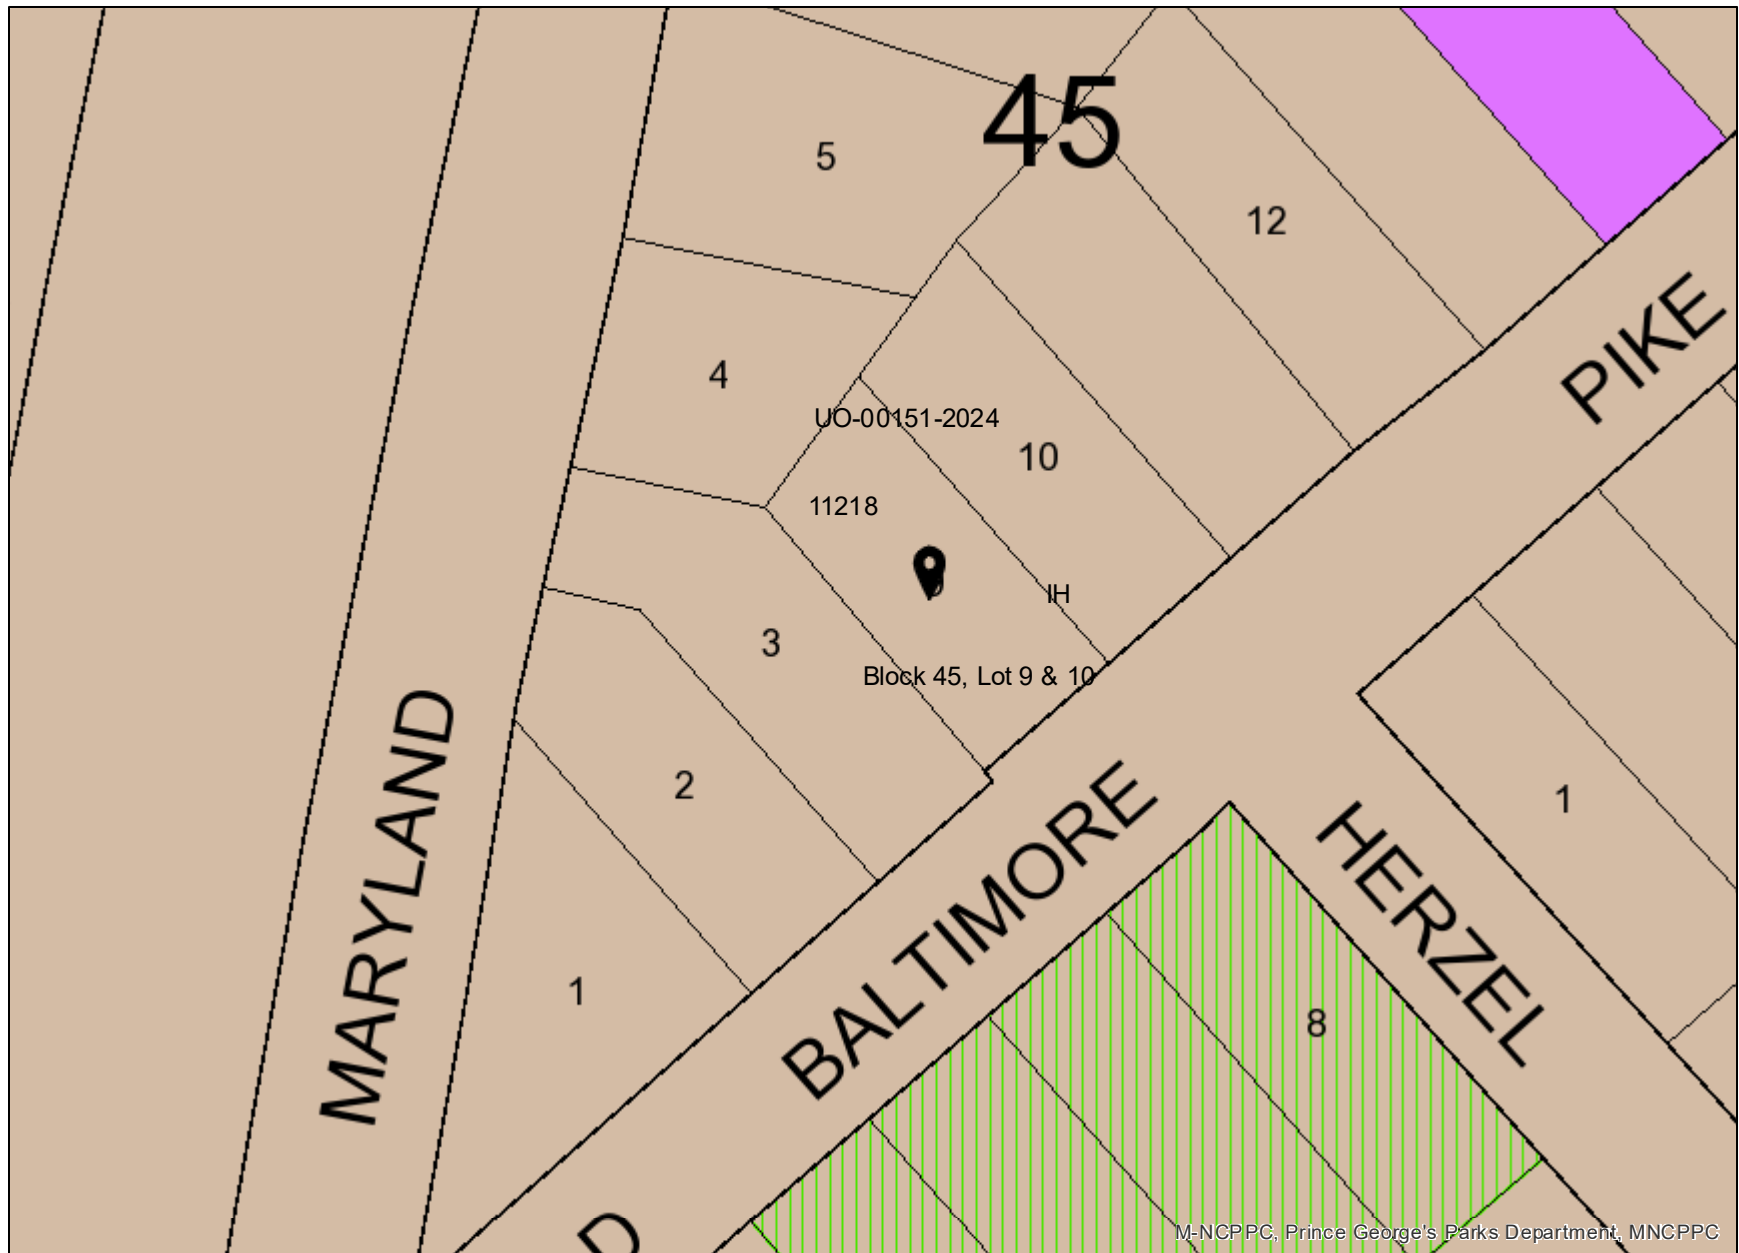 45
5
12
PIKE
4
UO-00151-2024
10
11218
IH
3
Block 45, Lot 9 & 10
MARYLAND
2
BALTIMORE
1
HERZEL
1
8
D
M-NCPPC, Prince George's Parks Department, MNCPPC